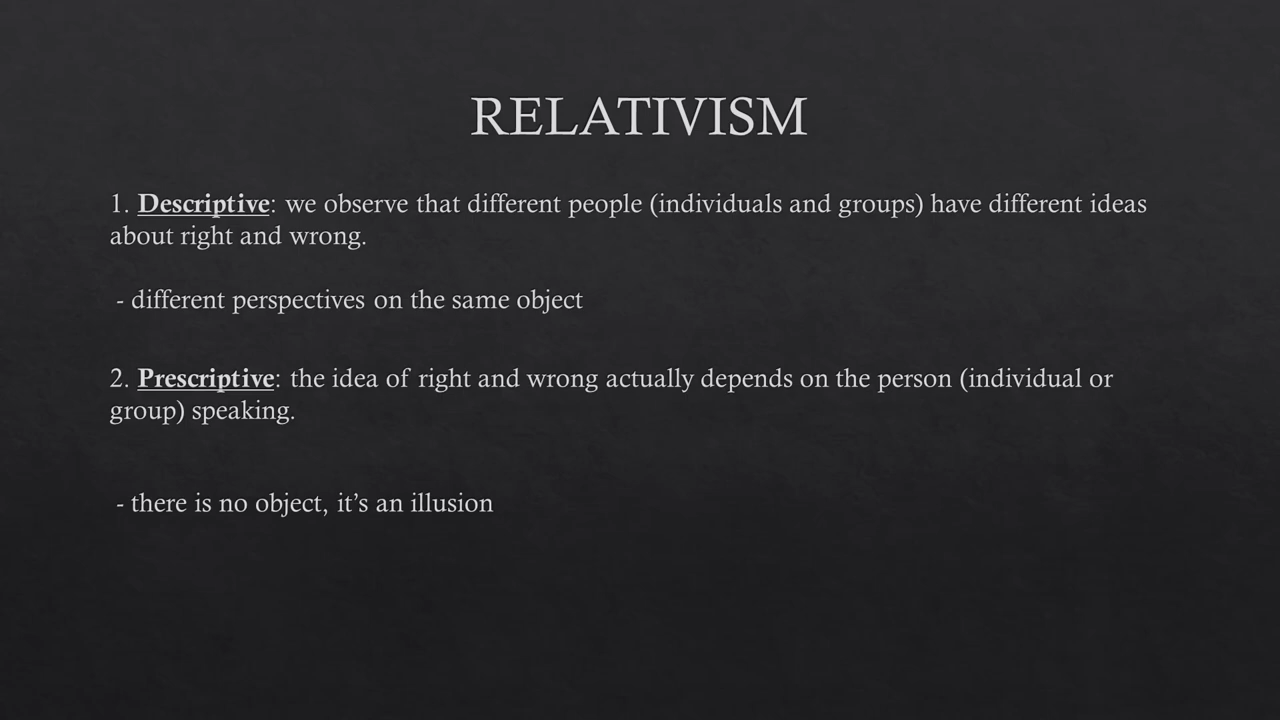 RELATIVISM
1. Descriptive: we observe that different people (individuals and groups) have different ideas
about right and wrong.
- different perspectives on the same object
2. Prescriptive: the idea of right and wrong actually depends on the person (individual or
group) speaking.
- there is no object, it’s an illusion